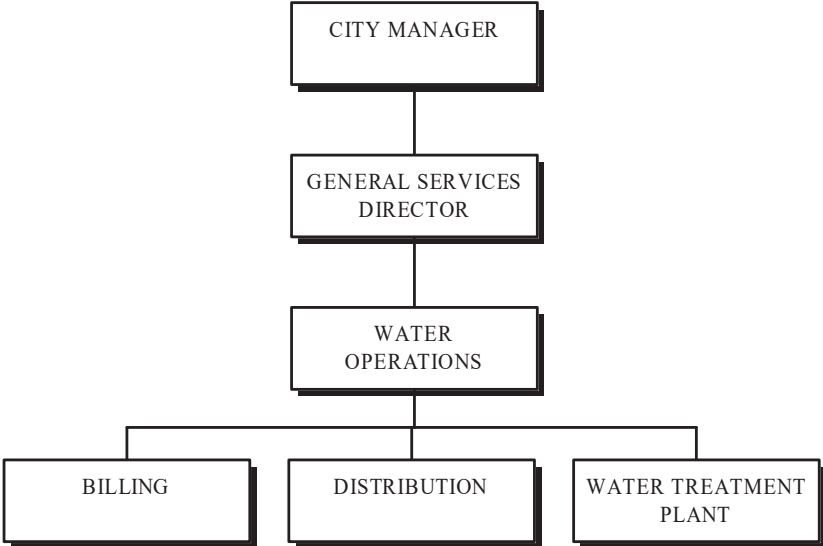 CITY MANAGER
GENERAL SERVICES
DIRECTOR
WATER
OPERATIONS
BILLING
DISTRIBUTION
WATER TREATMENT
PLANT